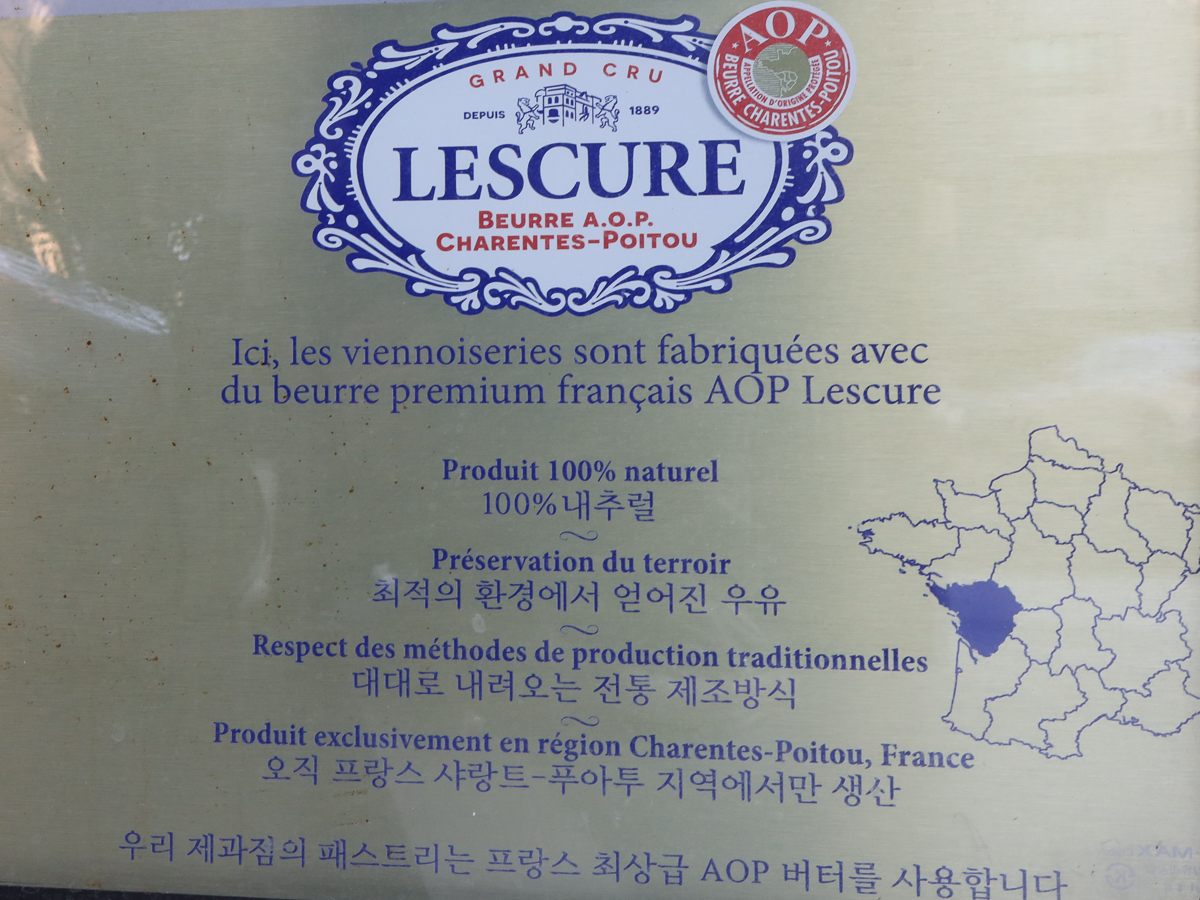 GRAND CRU
DEPUIS 1889
LESCURE
BEURRE A.O.P.
CHARENTES-POITOU
AOP
APPELLATION D'ORIGINE PROTÉGÉE
BEURRE CHARENTES-POITOU
Ici, les viennoiseries sont fabriquées avec
du beurre premium français AOP Lescure
Produit 100% naturel
100%내추럴
Préservation du terroir
최적의 환경에서 얻어진 우유
Respect des méthodes de production traditionnelles
대대로 내려오는 전통 제조방식
Produit exclusivement en région Charentes-Poitou, France
오직 프랑스 샤랑트-푸아투 지역에서만 생산
우리 제과점의 패스트리는 프랑스 최상급 AOP 버터를 사용합니다